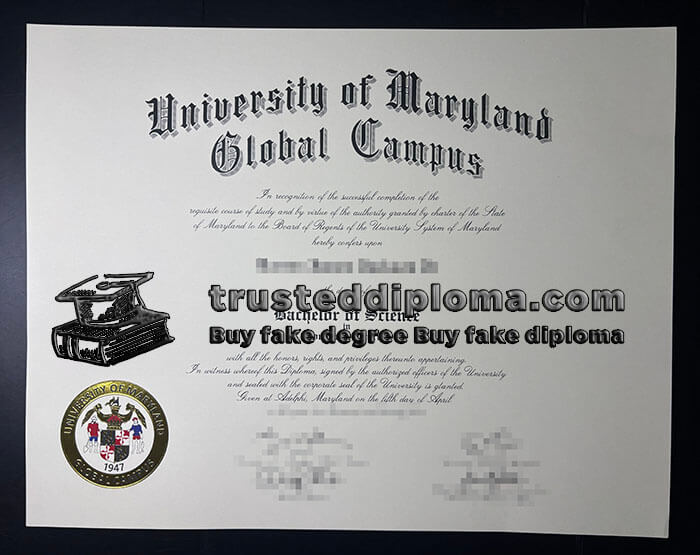 University of Maryland
Global Campus
In recognition of the successful completion of the
requisite course of study and by virtue of the authority granted by charter of the State
of Maryland to the Board of Regents of the University System of Maryland
hereby confers upon
trusteddiploma.com
Bachelor of Science
Buy fake degree Buy fake diploma
with all the honors, rights, and privileges thereunto appertaining.
In witness whereof this Diploma, signed by the authorized officers of the University
and sealed with the corporate seal of the University is granted.
Given at Adelphi, Maryland on the fifth day of April
UNIVERSITY OF MARYLAND
GLOBAL CAMPUS
1947